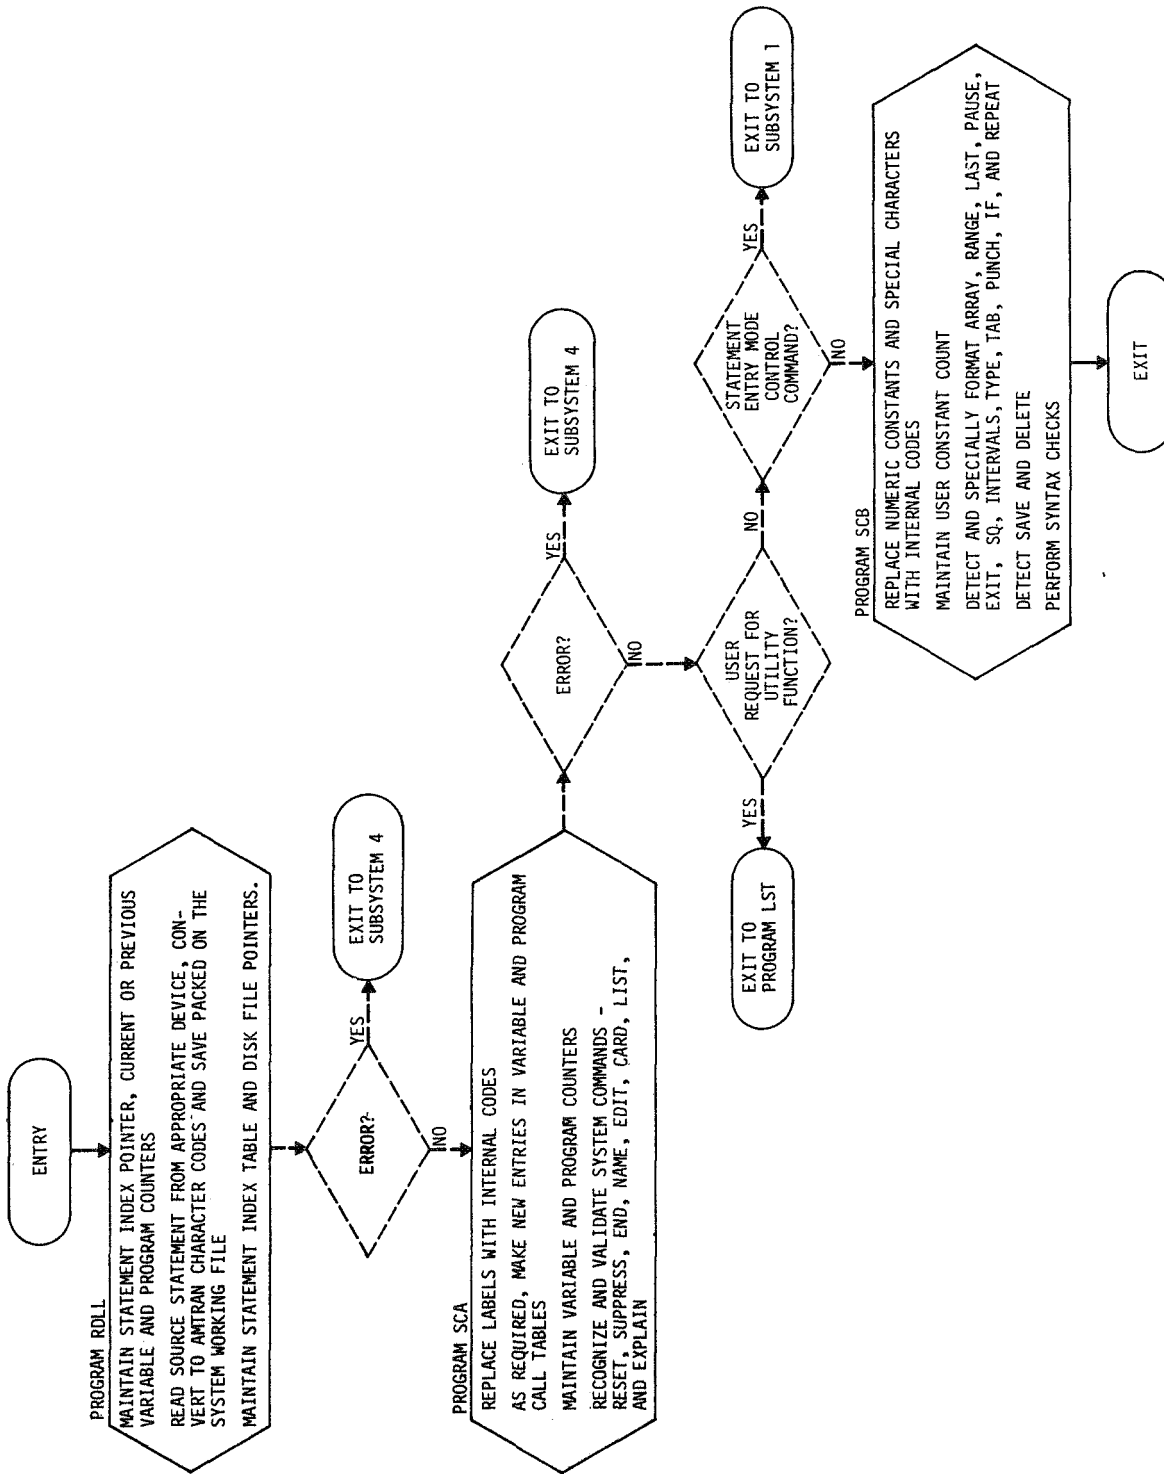 ENTRY
PROGRAM RDLL
MAINTAIN STATEMENT INDEX POINTER, CURRENT OR PREVIOUS
VARIABLE AND PROGRAM COUNTERS
READ SOURCE STATEMENT FROM APPROPRIATE DEVICE, CON-
VERT TO AMTRAN CHARACTER CODES AND SAVE PACKED ON THE
SYSTEM WORKING FILE
MAINTAIN STATEMENT INDEX TABLE AND DISK FILE POINTERS.
ERROR?
YES
EXIT TO
SUBSYSTEM 4
NO
PROGRAM SCA
REPLACE LABELS WITH INTERNAL CODES
AS REQUIRED, MAKE NEW ENTRIES IN VARIABLE AND PROGRAM
CALL TABLES
MAINTAIN VARIABLE AND PROGRAM COUNTERS
RECOGNIZE AND VALIDATE SYSTEM COMMANDS -
RESET, SUPPRESS, END, NAME, EDIT, CARD, LIST,
AND EXPLAIN
ERROR?
YES
EXIT TO
SUBSYSTEM 4
NO
USER
REQUEST FOR
UTILITY
FUNCTION?
YES
EXIT TO
PROGRAM LST
NO
STATEMENT
ENTRY MODE
CONTROL
COMMAND?
YES
EXIT TO
SUBSYSTEM 1
NO
PROGRAM SCB
REPLACE NUMERIC CONSTANTS AND SPECIAL CHARACTERS
WITH INTERNAL CODES
MAINTAIN USER CONSTANT COUNT
DETECT AND SPECIALLY FORMAT ARRAY, RANGE, LAST, PAUSE,
EXIT, SQ, INTERVALS, TYPE, TAB, PUNCH, IF, AND REPEAT
DETECT SAVE AND DELETE
PERFORM SYNTAX CHECKS
EXIT